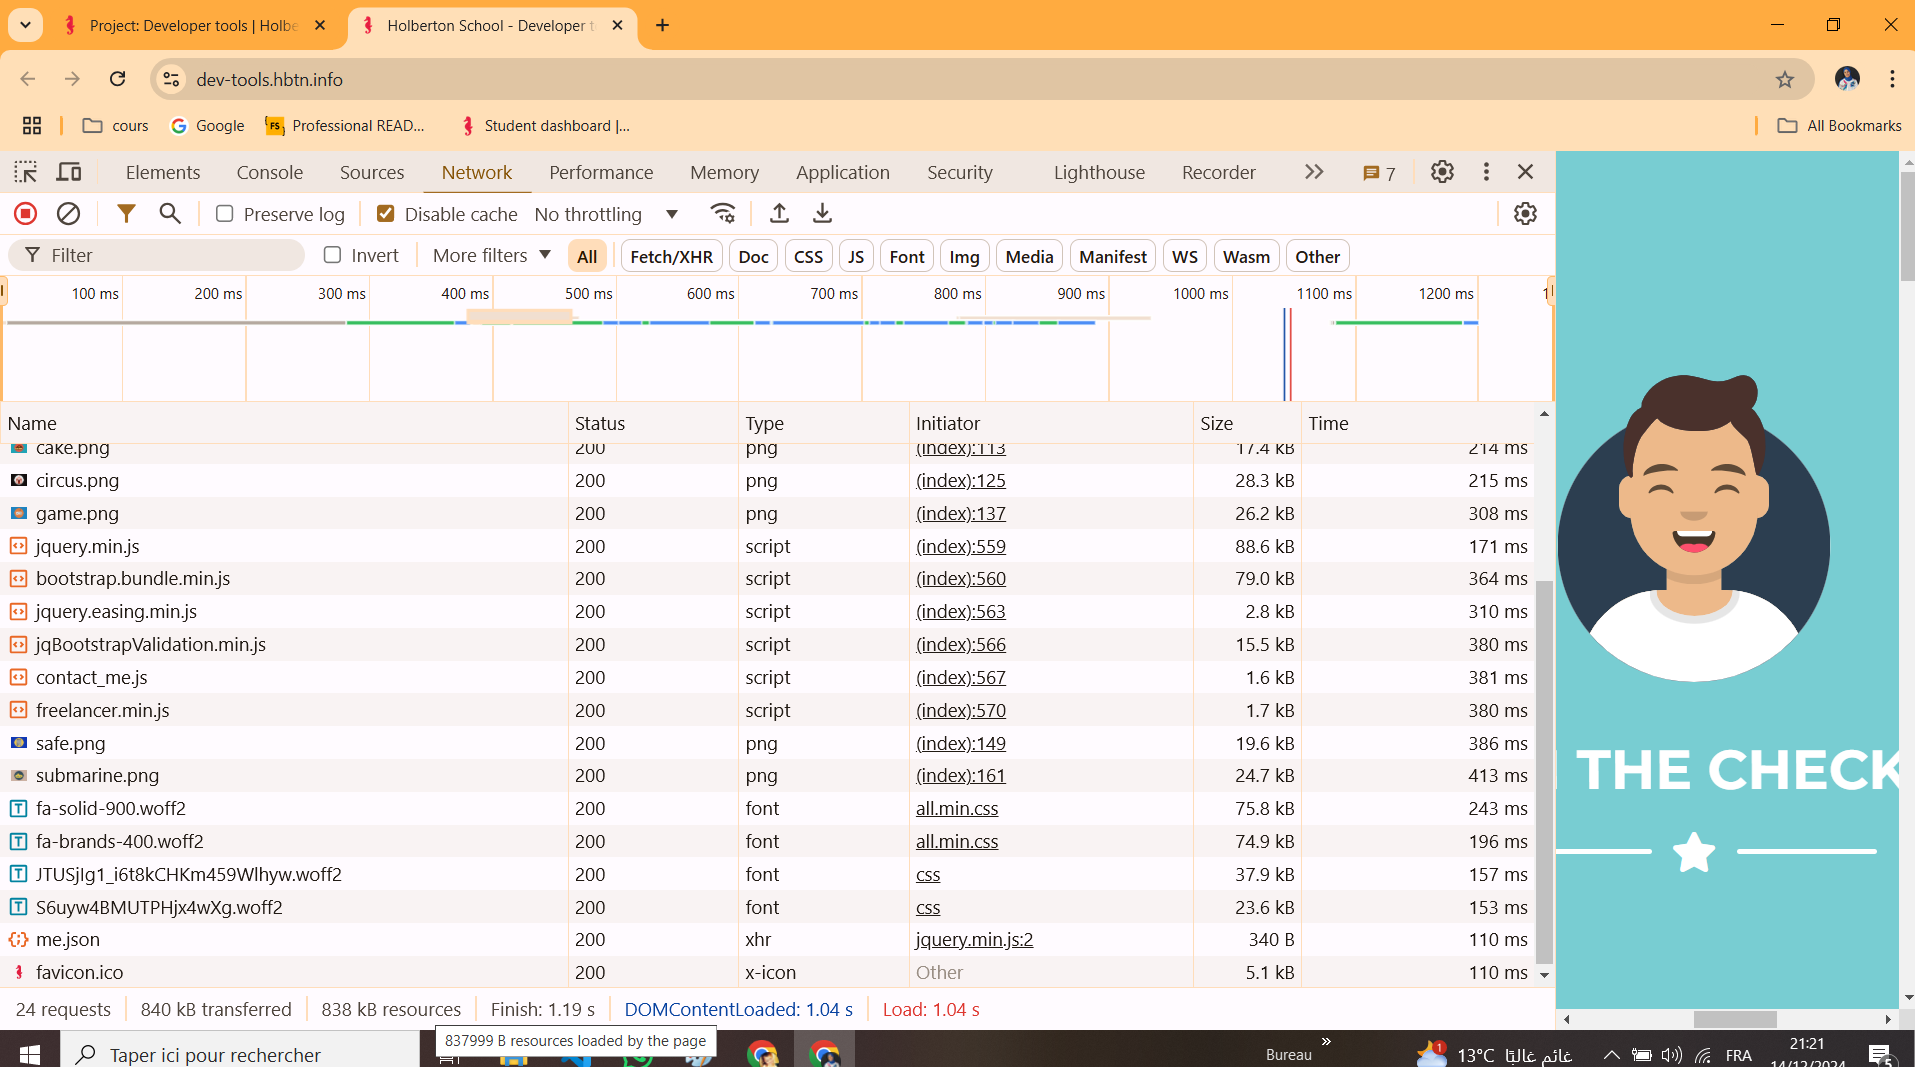 Project: Developer tools | Holbe
Holberton School - Developer t
dev-tools.hbtn.info
cours
Google
Professional READ...
Student dashboard |...
All Bookmarks
Elements Console Sources Network Performance Memory Application Security Lighthouse Recorder 7
Preserve log Disable cache No throttling
Filter Invert More filters All Fetch/XHR Doc CSS JS Font Img Media Manifest WS Wasm Other
100 ms 200 ms 300 ms 400 ms 500 ms 600 ms 700 ms 800 ms 900 ms 1000 ms 1100 ms 1200 ms
Name Status Type Initiator Size Time
cake.png 200 png (index):113 17.4 kB 214 ms
circus.png 200 png (index):125 28.3 kB 215 ms
game.png 200 png (index):137 26.2 kB 308 ms
jquery.min.js 200 script (index):559 88.6 kB 171 ms
bootstrap.bundle.min.js 200 script (index):560 79.0 kB 364 ms
jquery.easing.min.js 200 script (index):563 2.8 kB 310 ms
jqBootstrapValidation.min.js 200 script (index):566 15.5 kB 380 ms
contact_me.js 200 script (index):567 1.6 kB 381 ms
freelancer.min.js 200 script (index):570 1.7 kB 380 ms
safe.png 200 png (index):149 19.6 kB 386 ms
submarine.png 200 png (index):161 24.7 kB 413 ms
fa-solid-900.woff2 200 font all.min.css 75.8 kB 243 ms
fa-brands-400.woff2 200 font all.min.css 74.9 kB 196 ms
JTUSjIg1_i6t8kCHKm459Wlhyw.woff2 200 font css 37.9 kB 157 ms
S6uyw4BMUTPHjx4wXg.woff2 200 font css 23.6 kB 153 ms
me.json 200 xhr jquery.min.js:2 340 B 110 ms
favicon.ico 200 x-icon Other 5.1 kB 110 ms
24 requests 840 kB transferred 838 kB resources Finish: 1.19 s DOMContentLoaded: 1.04 s Load: 1.04 s
837999 B resources loaded by the page
THE CHECK
Taper ici pour rechercher
Bureau
1
13°C غائم غالبًا
FRA
21:21
14/12/2024
5